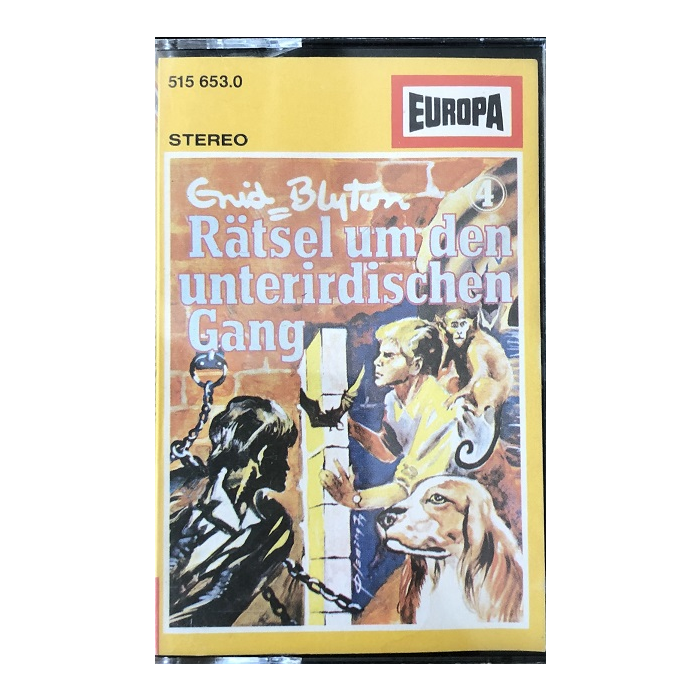 515 653.0
EUROPA
STEREO
Enid Blyton
4
Rätsel um den
unterirdischen
Gang